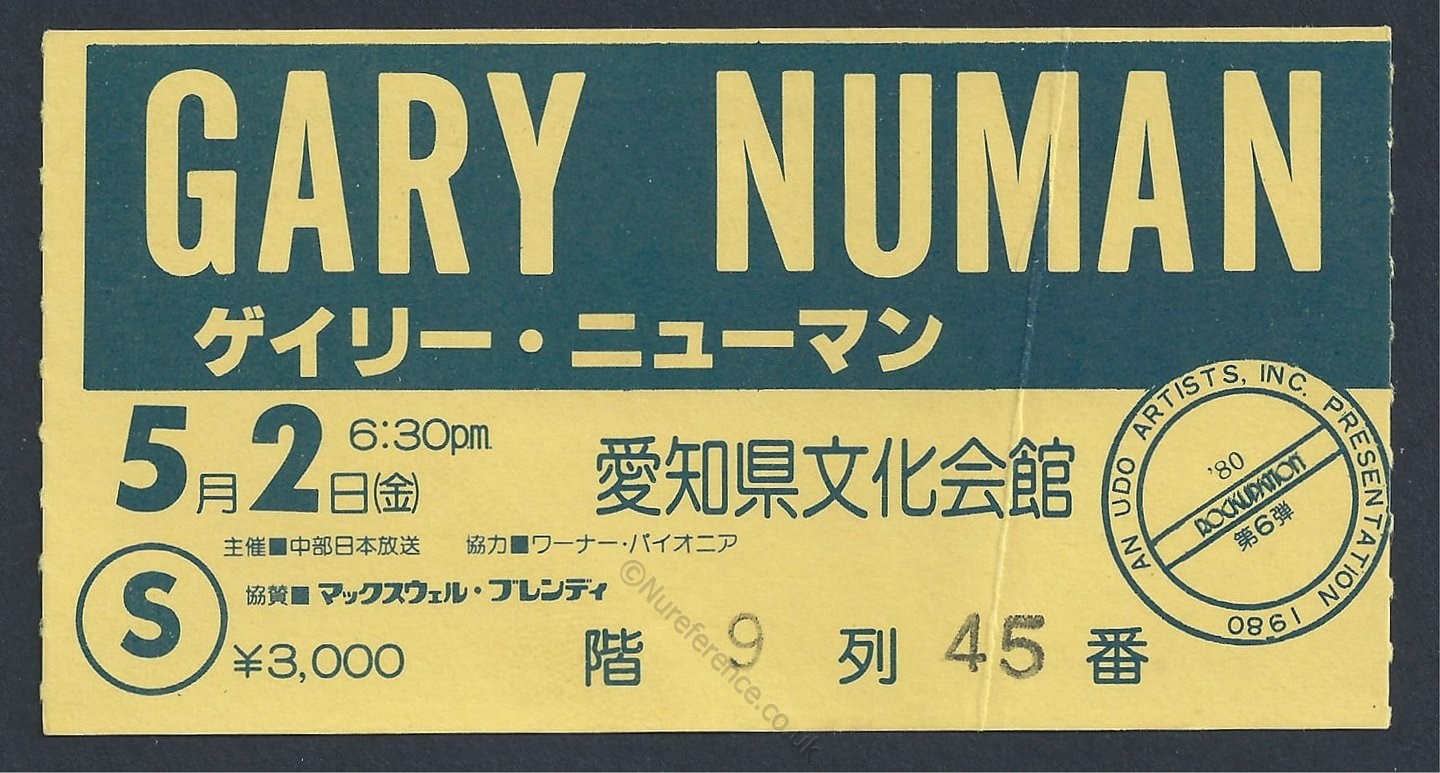 GARY NUMAN
ゲイリー・ニューマン
5月2日(金) 6:30pm
愛知県文化会館
主催■中部日本放送 協力■ワーナー・パイオニア
協賛■マックスウェル・ブレンディ
S
¥3,000
階 9 列 45 番
AN UDO ARTISTS, INC. PRESENTATION 1980
'80
ROCKUPATION
第6弾
©Nureference.co.uk